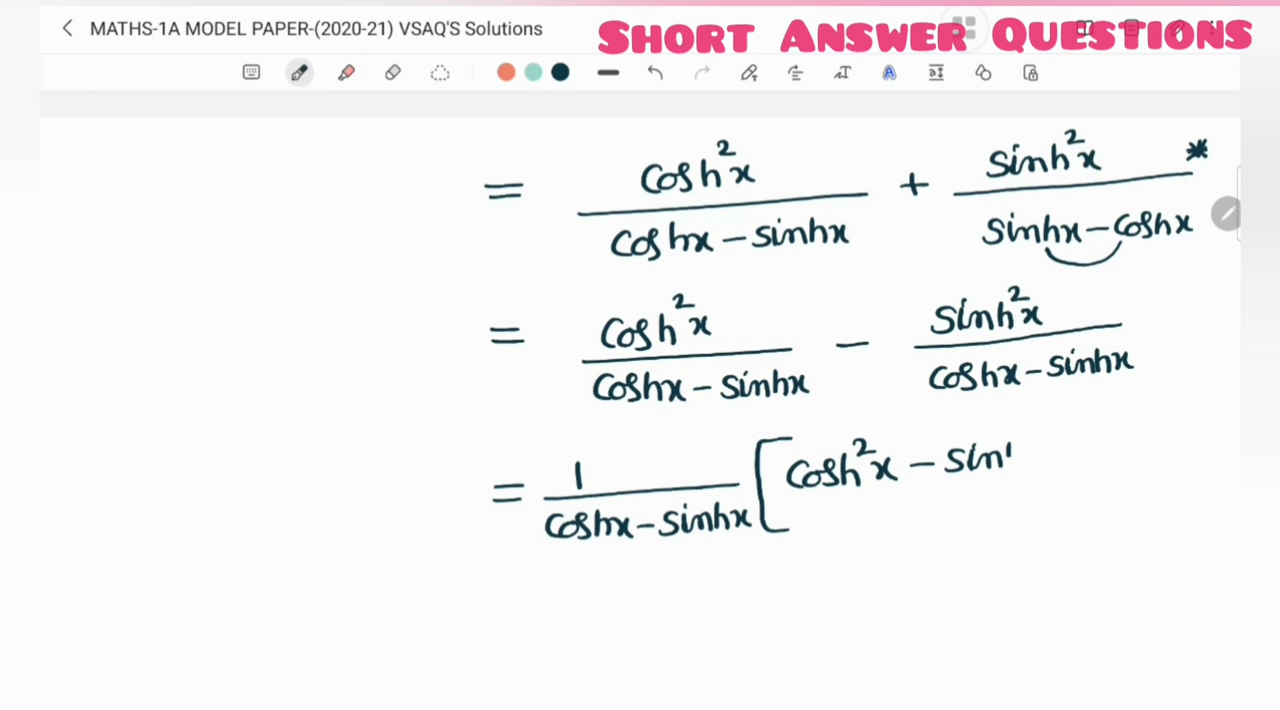 MATHS-1A MODEL PAPER-(2020-21) VSAQ'S Solutions
SHORT ANSWER QUESTIONS
= cosh²x / (coshx - sinhx) + sinh²x / (sinhx - coshx) *
= cosh²x / (coshx - sinhx) - sinh²x / (coshx - sinhx)
= 1 / (coshx - sinhx) [cosh²x - sin